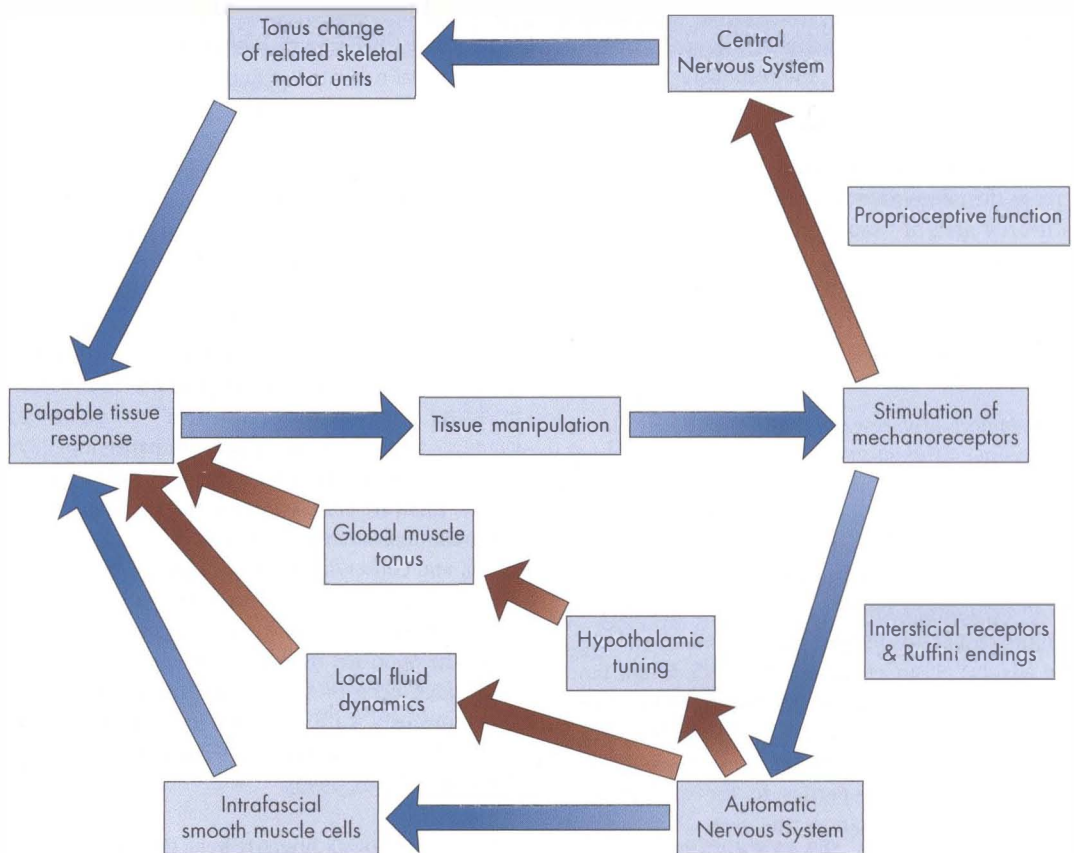 Tonus change
of related skeletal
motor units
Central
Nervous System
Proprioceptive function
Palpable tissue
response
Tissue manipulation
Stimulation of
mechanoreceptors
Global muscle
tonus
Hypothalamic
tuning
Intersticial receptors
& Ruffini endings
Local fluid
dynamics
Intrafascial
smooth muscle cells
Automatic
Nervous System